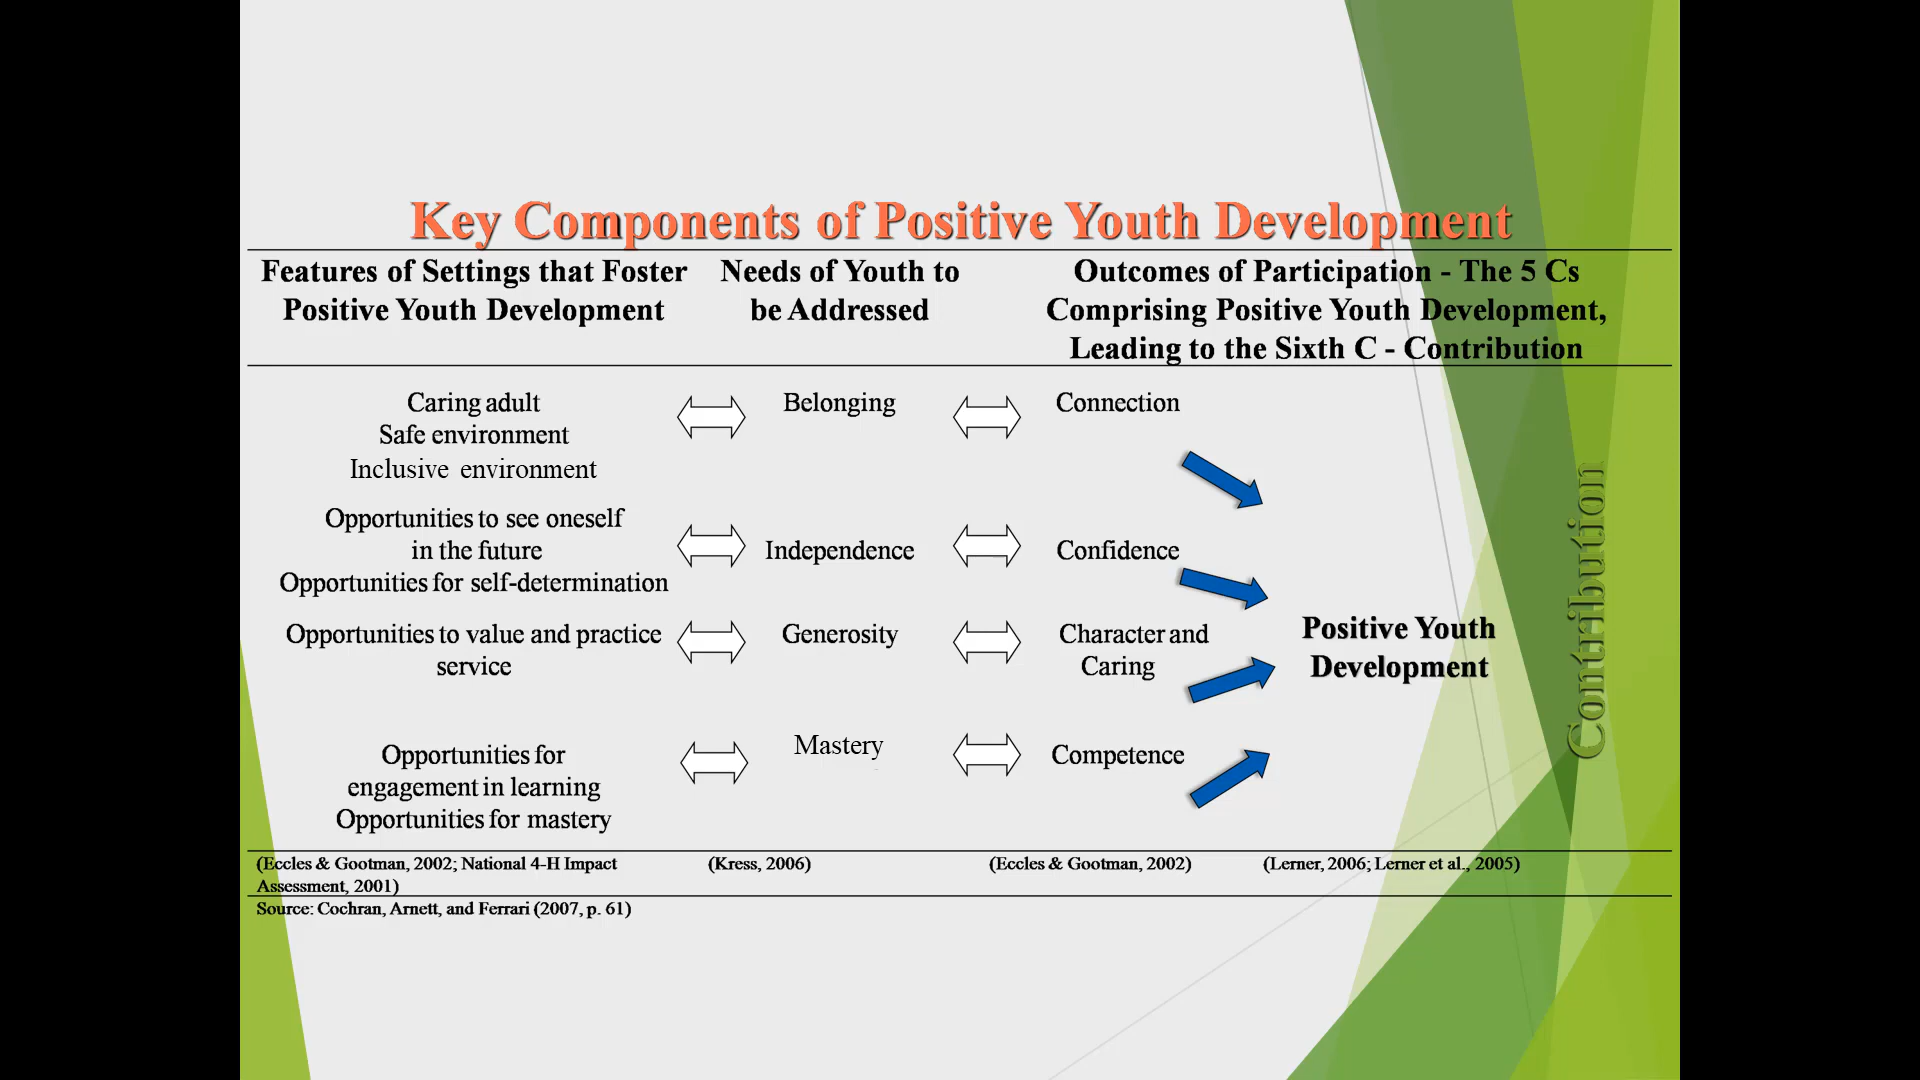 Key Components of Positive Youth Development
Features of Settings that Foster
Positive Youth Development
Needs of Youth to
be Addressed
Outcomes of Participation - The 5 Cs
Comprising Positive Youth Development,
Leading to the Sixth C - Contribution
Caring adult
Safe environment
Inclusive environment
Belonging
Connection
Opportunities to see oneself
in the future
Opportunities for self-determination
Independence
Confidence
Opportunities to value and practice
service
Generosity
Character and
Caring
Opportunities for
engagement in learning
Opportunities for mastery
Mastery
Competence
Positive Youth
Development
Contribution
(Eccles & Gootman, 2002; National 4-H Impact
Assessment, 2001)
(Kress, 2006)
(Eccles & Gootman, 2002)
(Lerner, 2006; Lerner et al., 2005)
Source: Cochran, Arnett, and Ferrari (2007, p. 61)